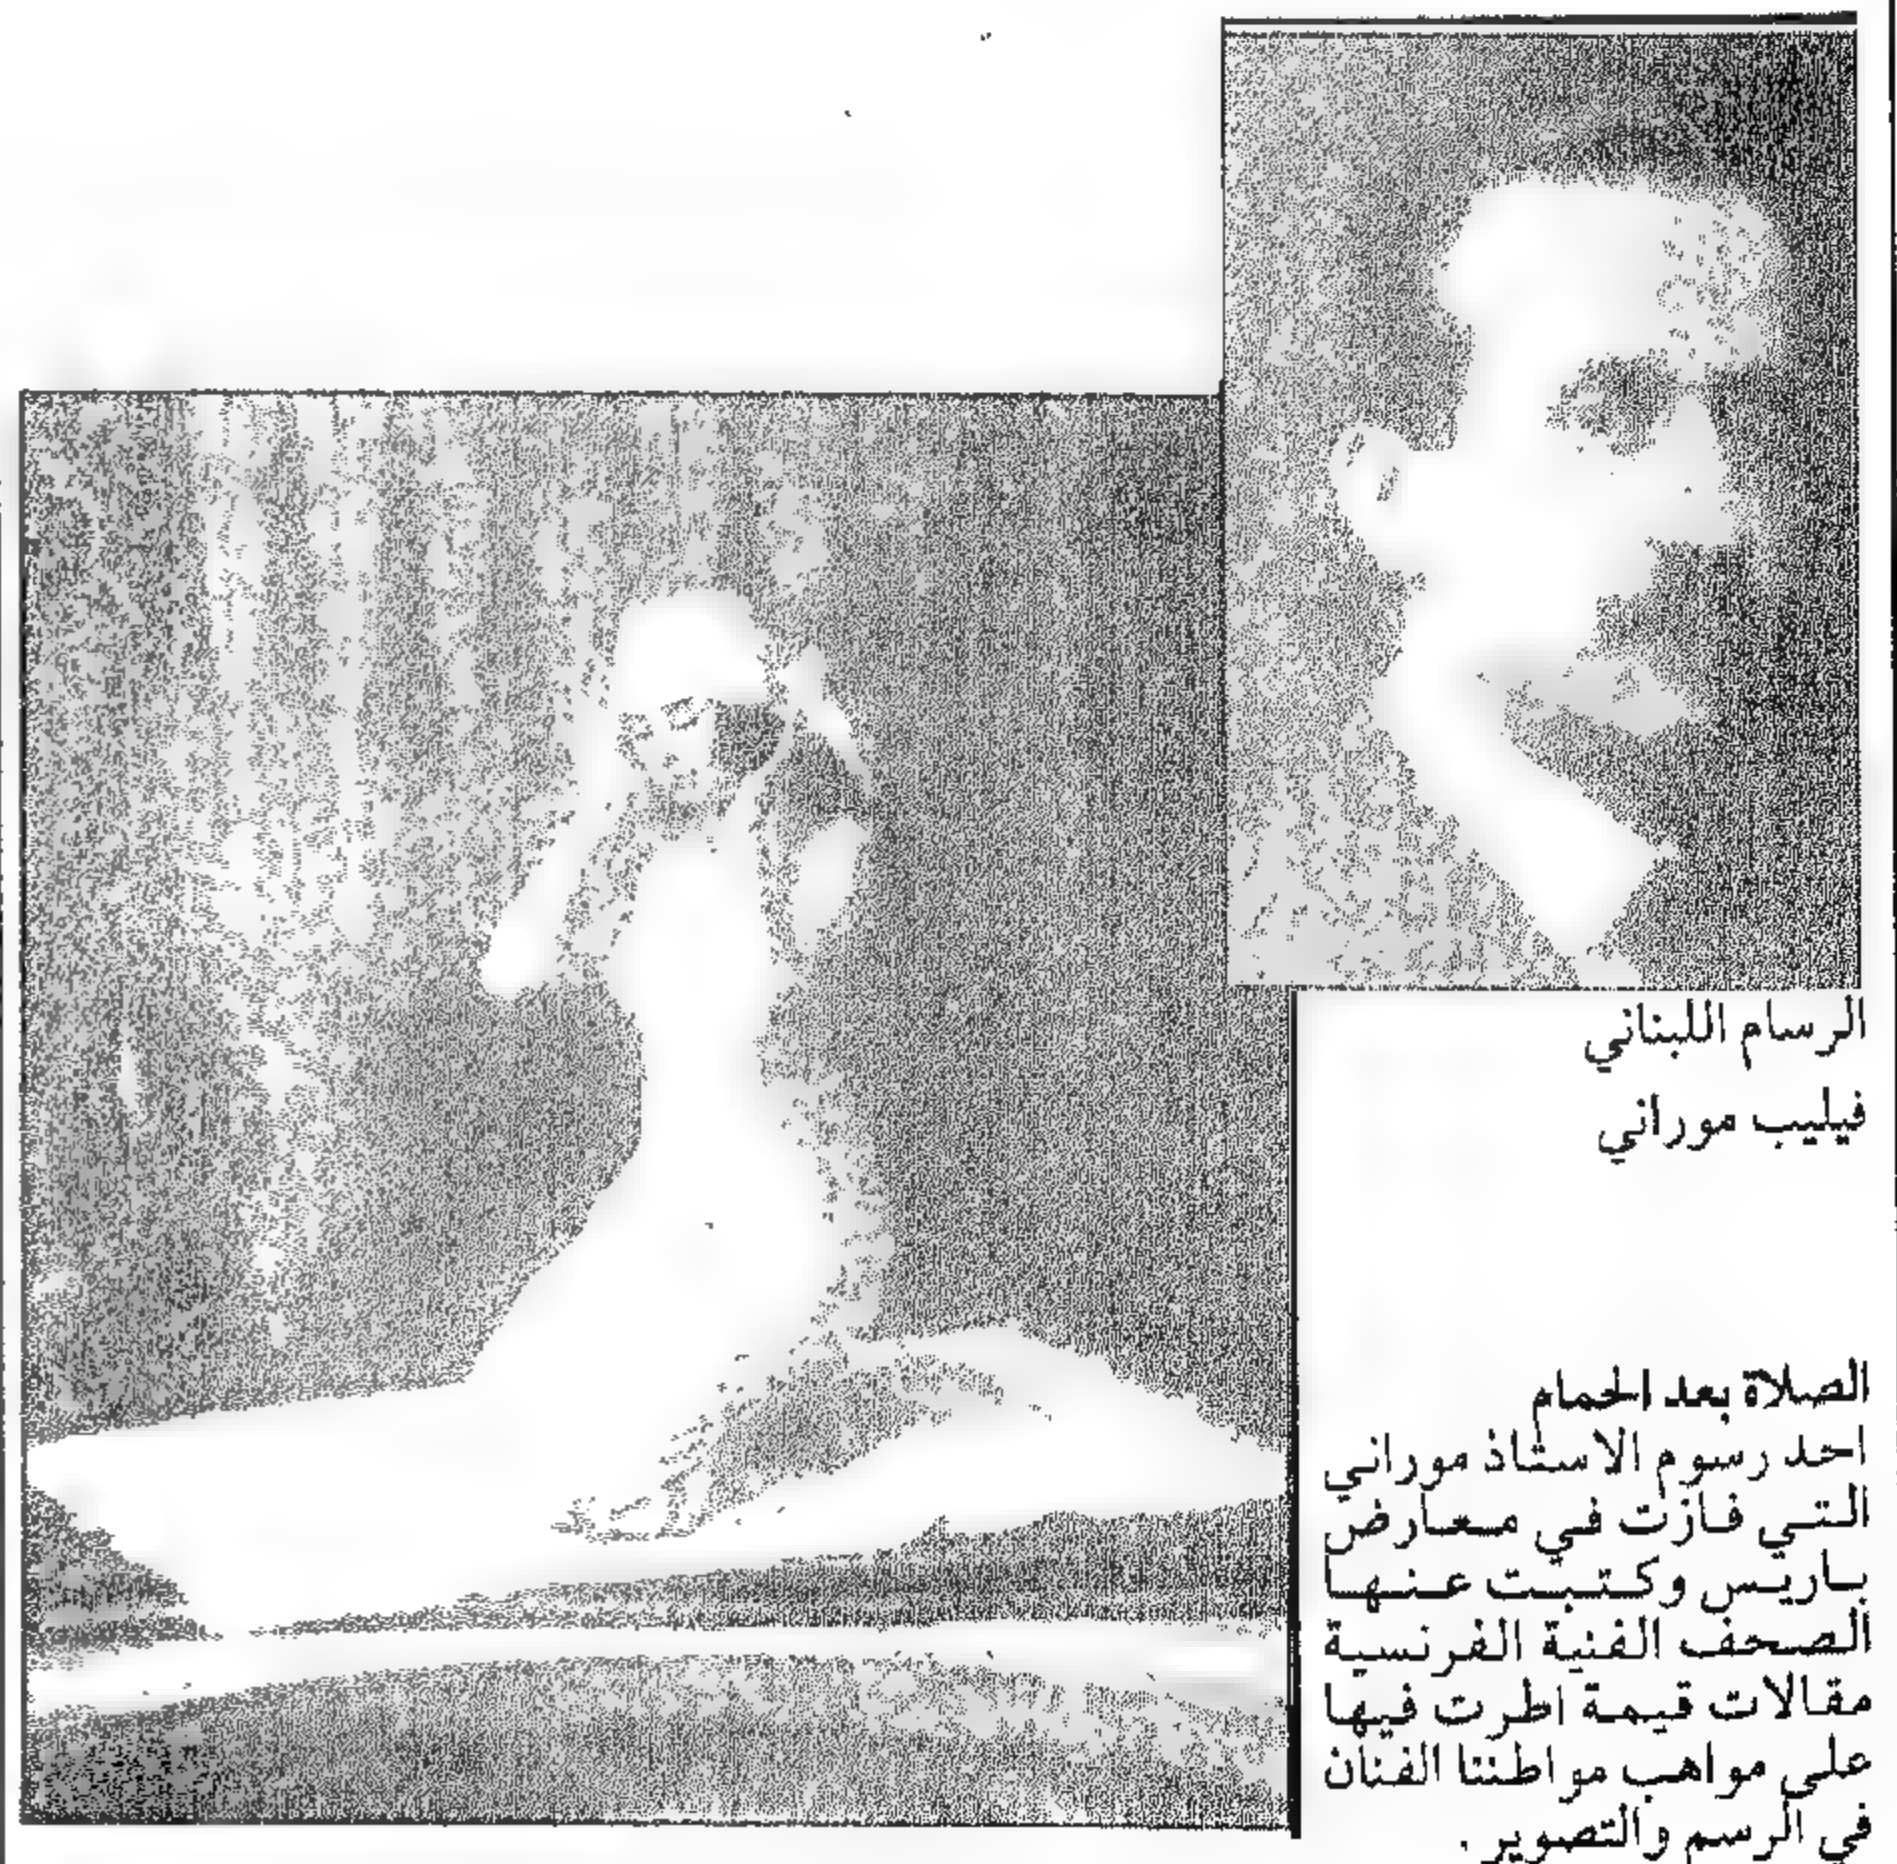 الرسام اللبناني
فيليب موراني
الصلاة بعد الحمام
احد رسوم الاستاذ موراني
التي فازت في معارض
باريس وكتبت عنها
الصحف الفنية الفرنسية
مقالات قيمة اطرت فيها
على مواهب مواطننا الفنان
في الرسم والتصوير .